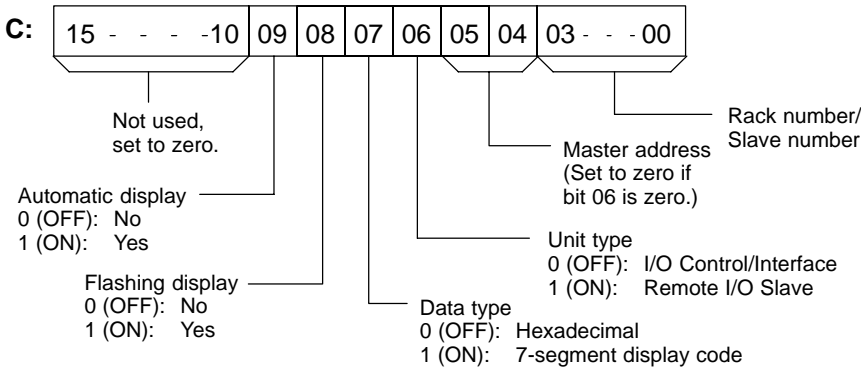 C: 15 - - - -10 09 08 07 06 05 04 03 - - - 00
Not used,
set to zero.
Rack number/
Slave number
Master address
(Set to zero if
bit 06 is zero.)
Automatic display
0 (OFF): No
1 (ON): Yes
Unit type
0 (OFF): I/O Control/Interface
1 (ON): Remote I/O Slave
Flashing display
0 (OFF): No
1 (ON): Yes
Data type
0 (OFF): Hexadecimal
1 (ON): 7-segment display code